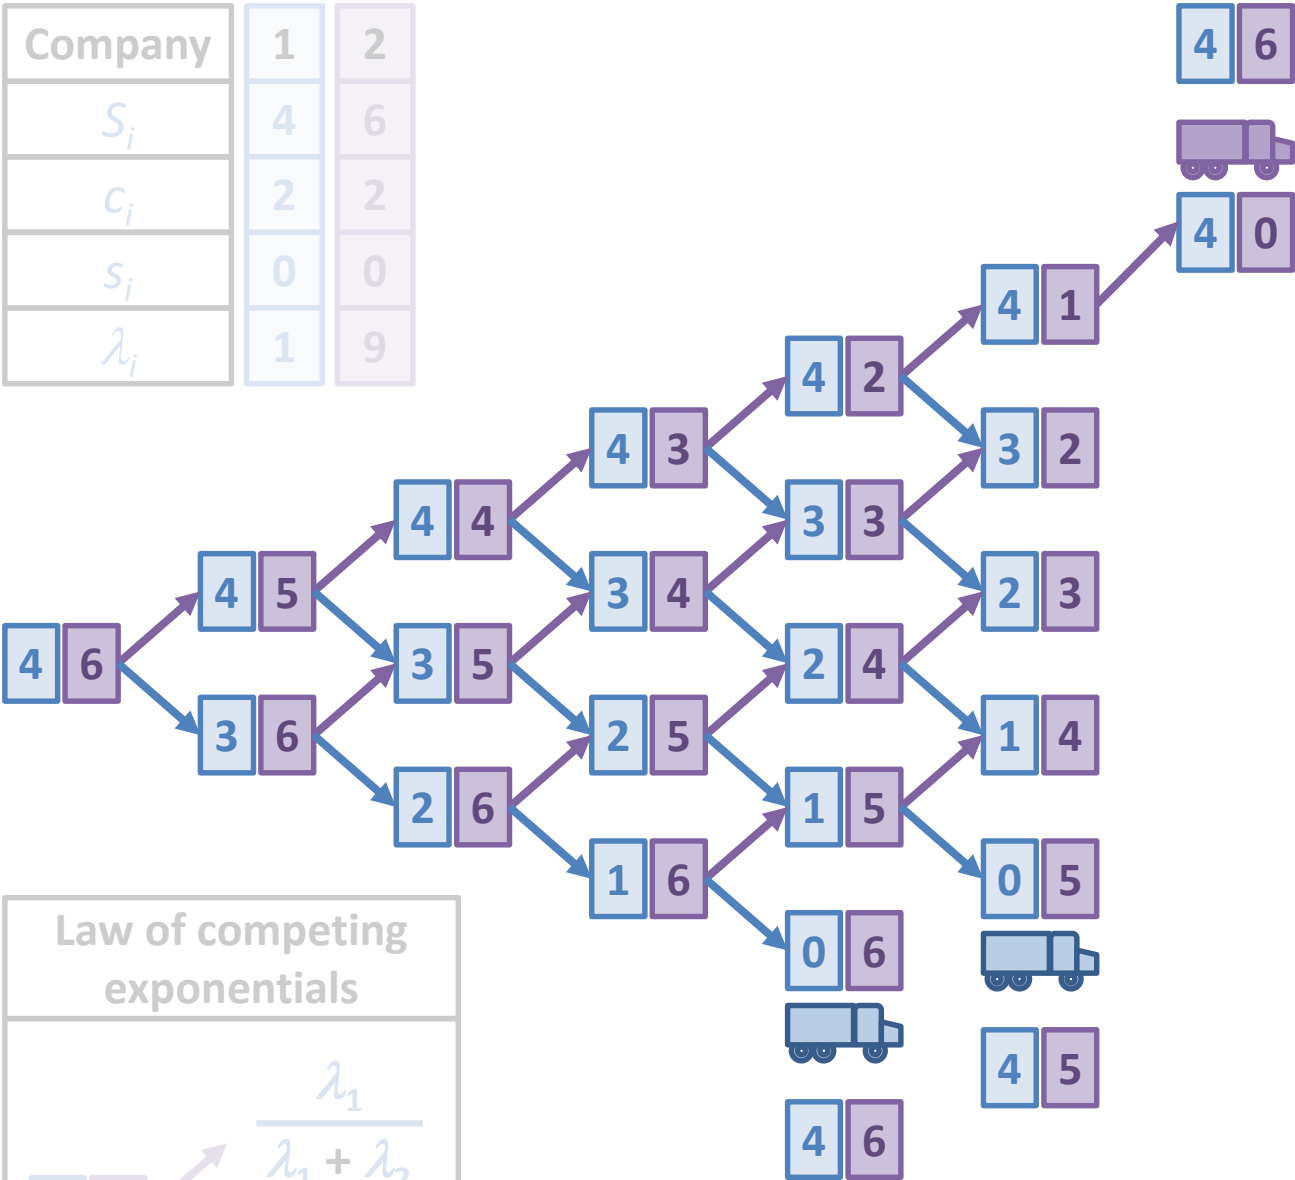 Company 1 2
S_i 4 6
c_i 2 2
s_i 0 0
λ_i 1 9
4 6
4 0
4 1
4 2
3 2
4 3
3 3
2 3
4 4
3 4
2 4
1 4
4 5
3 5
2 5
1 5
0 5
4 6
3 6
2 6
1 6
0 6
4 5
4 6
Law of competing
exponentials
λ₁
λ₁ + λ₂